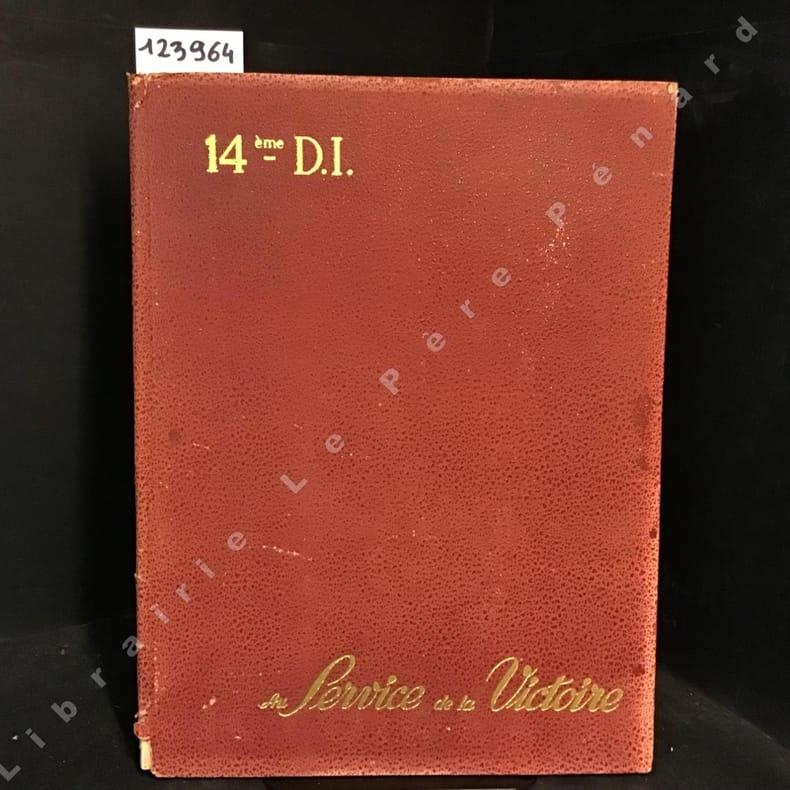 123964
14ème D.I.
Au Service de la Victoire
Librairie Le Père Pénard